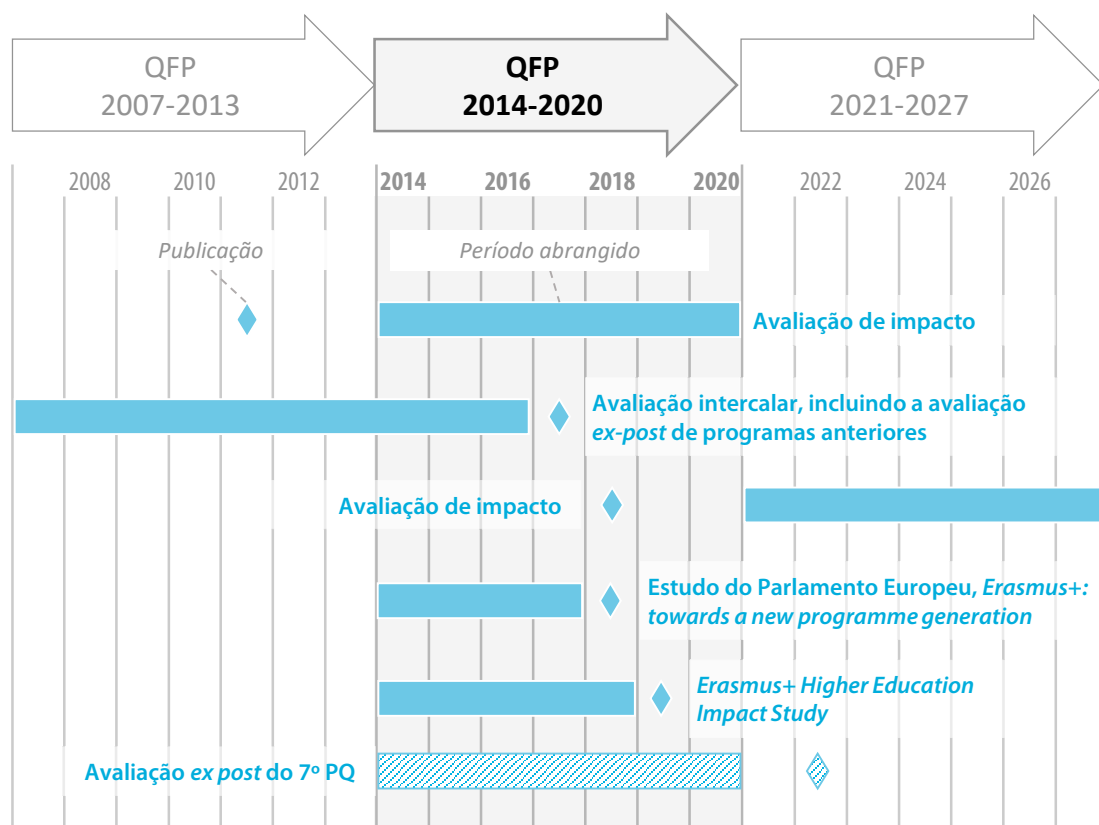 QFP
2007-2013
QFP
2014-2020
QFP
2021-2027
2008
2010
2012
2014
2016
2018
2020
2022
2024
2026
Publicação
Período abrangido
Avaliação de impacto
Avaliação intercalar, incluindo a avaliação
ex-post de programas anteriores
Avaliação de impacto
Estudo do Parlamento Europeu, Erasmus+:
towards a new programme generation
Erasmus+ Higher Education
Impact Study
Avaliação ex post do 7º PQ